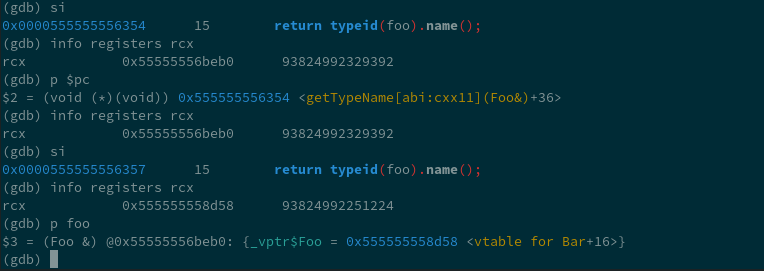 (gdb) si
0x0000555555556354      15        return typeid(foo).name();
(gdb) info registers rcx
rcx            0x55555556beb0      93824992329392
(gdb) p $pc
$2 = (void (*)(void)) 0x555555556354 <getTypeName[abi:cxx11](Foo&)+36>
(gdb) info registers rcx
rcx            0x55555556beb0      93824992329392
(gdb) si
0x0000555555556357      15        return typeid(foo).name();
(gdb) info registers rcx
rcx            0x555555558d58      93824992251224
(gdb) p foo
$3 = (Foo &) @0x55555556beb0: {_vptr$Foo = 0x555555558d58 <vtable for Bar+16>}
(gdb)